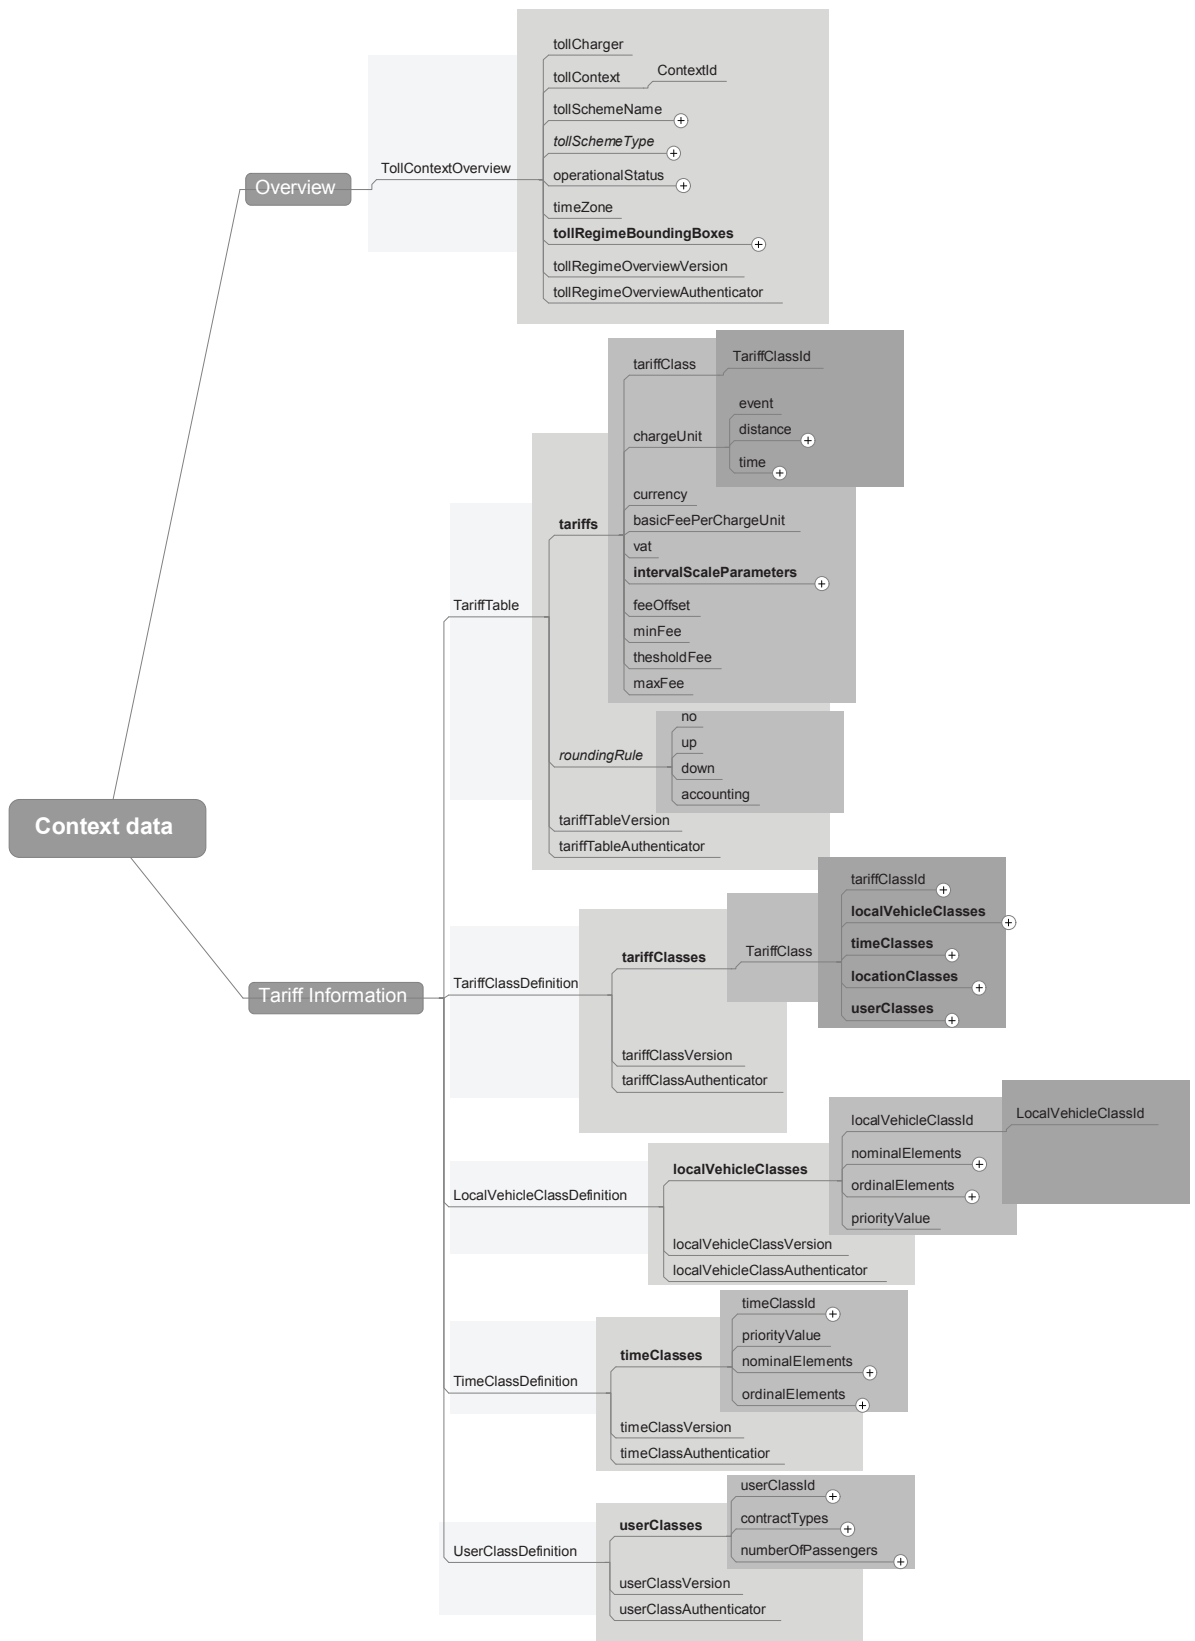 tollCharger
tollContext
ContextId
tollSchemeName
tollSchemeType
TollContextOverview
operationalStatus
Overview
timeZone
tollRegimeBoundingBoxes
tollRegimeOverviewVersion
tollRegimeOverviewAuthenticator
tariffClass
TariffClassId
chargeUnit
event
distance
time
currency
tariffs
basicFeePerChargeUnit
vat
intervalScaleParameters
TariffTable
feeOffset
minFee
thesholdFee
maxFee
roundingRule
no
up
down
accounting
tariffTableVersion
tariffTableAuthenticator
Context data
Tariff Information
TariffClassDefinition
tariffClasses
TariffClass
tariffClassId
localVehicleClasses
timeClasses
locationClasses
userClasses
tariffClassVersion
tariffClassAuthenticator
LocalVehicleClassDefinition
localVehicleClasses
localVehicleClassId
LocalVehicleClassId
nominalElements
ordinalElements
priorityValue
localVehicleClassVersion
localVehicleClassAuthenticator
TimeClassDefinition
timeClasses
timeClassId
priorityValue
nominalElements
ordinalElements
timeClassVersion
timeClassAuthenticatior
UserClassDefinition
userClasses
userClassId
contractTypes
numberOfPassengers
userClassVersion
userClassAuthenticator